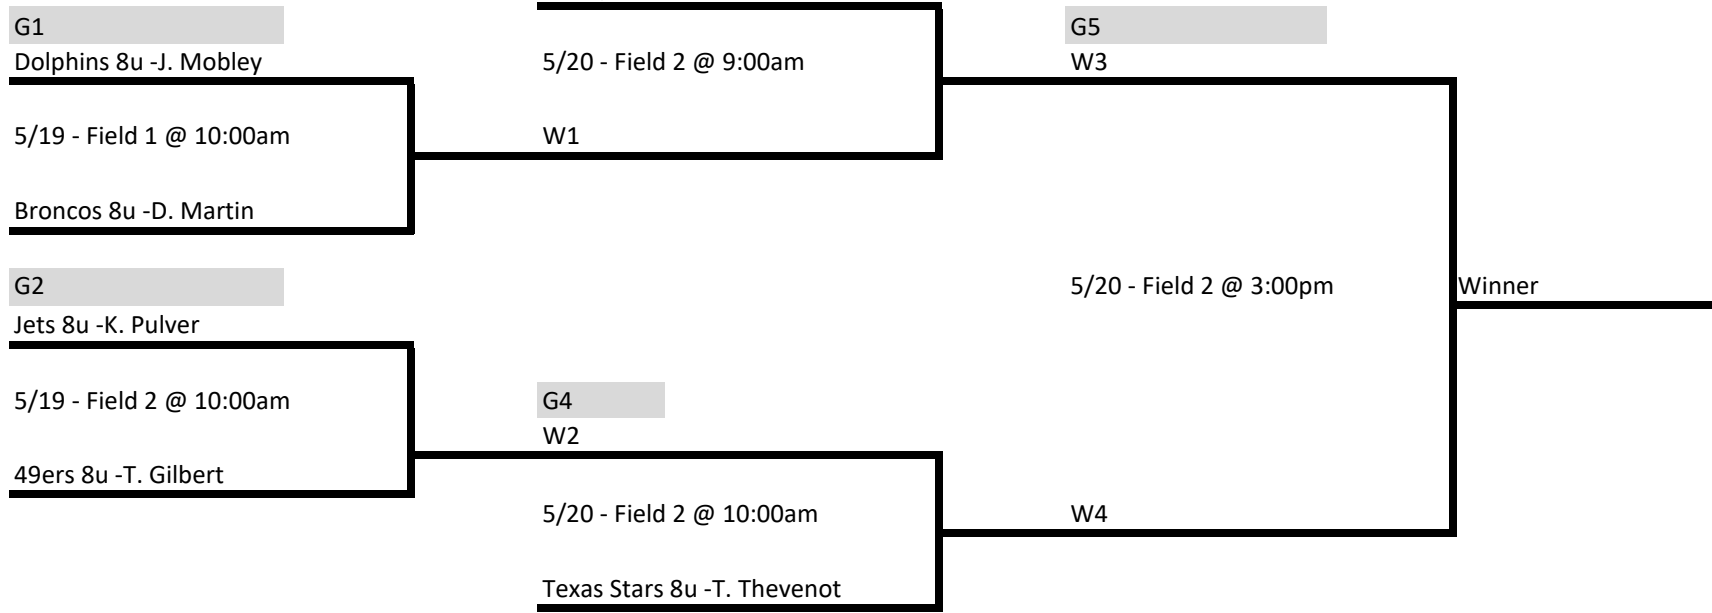 G1
Dolphins 8u -J. Mobley
5/19 - Field 1 @ 10:00am
Broncos 8u -D. Martin
G2
Jets 8u -K. Pulver
5/19 - Field 2 @ 10:00am
49ers 8u -T. Gilbert
5/20 - Field 2 @ 9:00am
W1
G4
W2
5/20 - Field 2 @ 10:00am
Texas Stars 8u -T. Thevenot
G5
W3
5/20 - Field 2 @ 3:00pm
W4
Winner